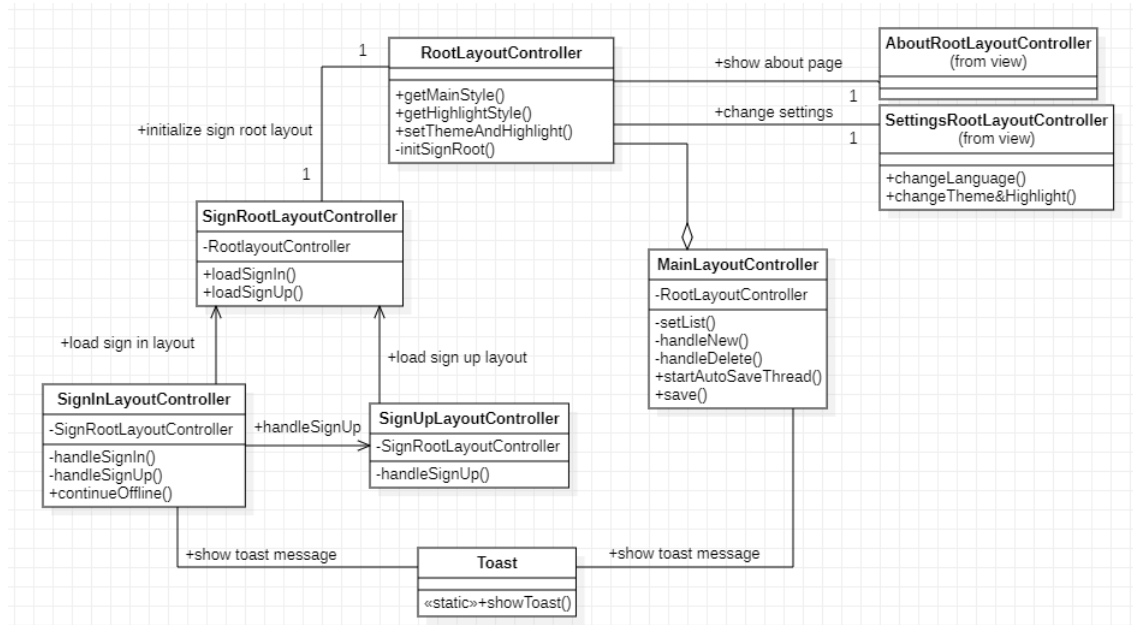 1
RootLayoutController
+getMainStyle()
+getHighlightStyle()
+setThemeAndHighlight()
-initSignRoot()
+show about page
1
AboutRootLayoutController
(from view)
+change settings
1
SettingsRootLayoutController
(from view)
+changeLanguage()
+changeTheme&Highlight()
+initialize sign root layout
1
SignRootLayoutController
-RootlayoutController
+loadSignIn()
+loadSignUp()
MainLayoutController
-RootLayoutController
-setList()
-handleNew()
-handleDelete()
+startAutoSaveThread()
+save()
+load sign in layout
+load sign up layout
SignInLayoutController
-SignRootLayoutController
-handleSignIn()
-handleSignUp()
+continueOffline()
+handleSignUp
SignUpLayoutController
-SignRootLayoutController
-handleSignUp()
+show toast message
Toast
«static»+showToast()
+show toast message